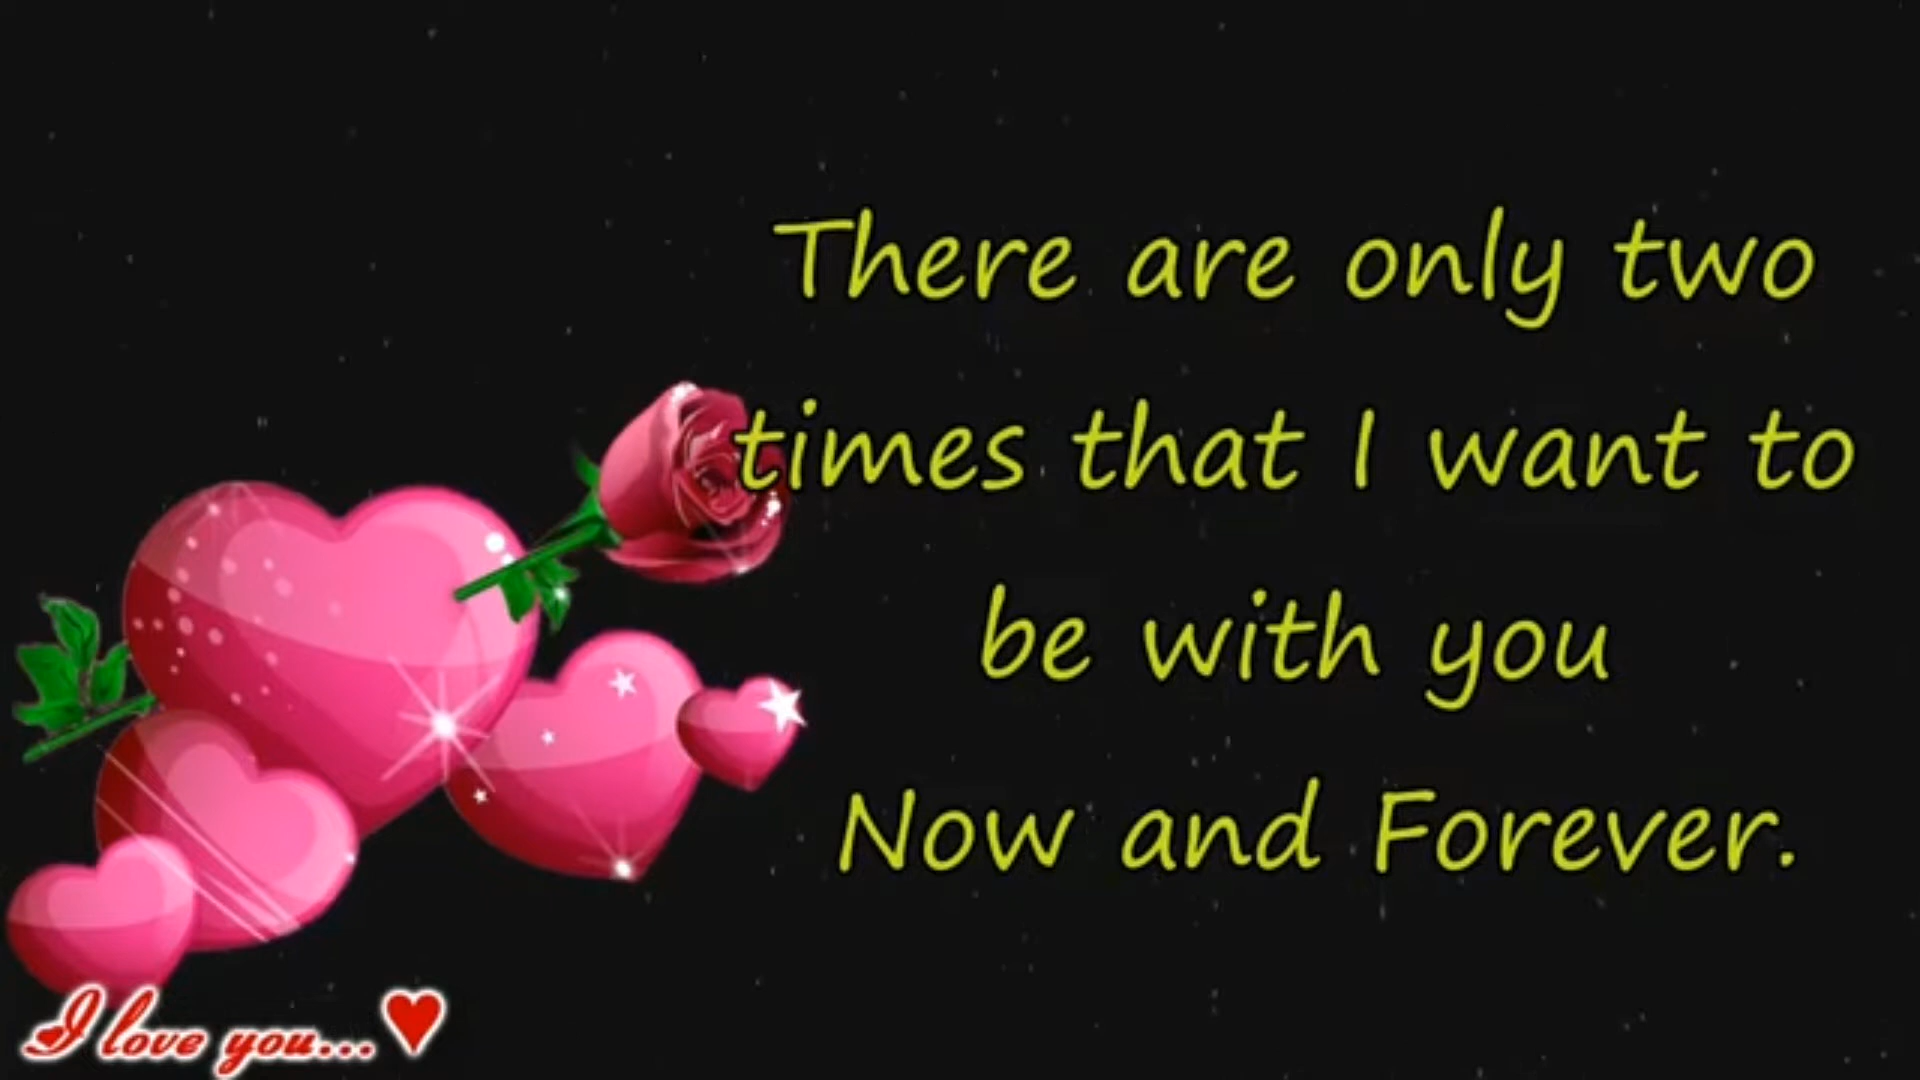 There are only two
times that I want to
be with you
Now and Forever.
I love you...